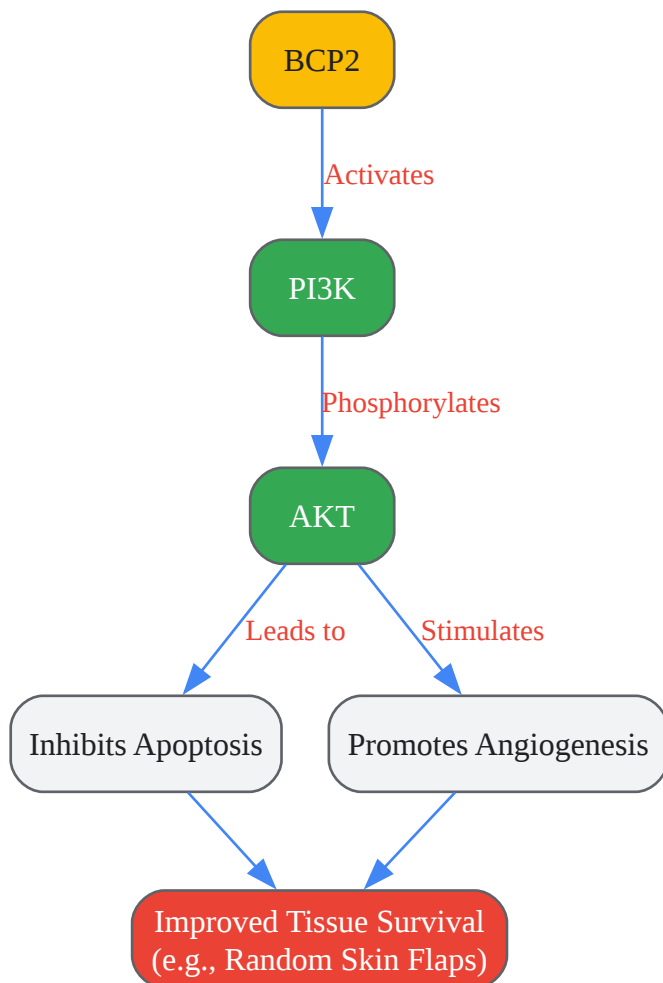 BCP2
Activates
PI3K
Phosphorylates
AKT
Leads to
Stimulates
Inhibits Apoptosis
Promotes Angiogenesis
Improved Tissue Survival
(e.g., Random Skin Flaps)